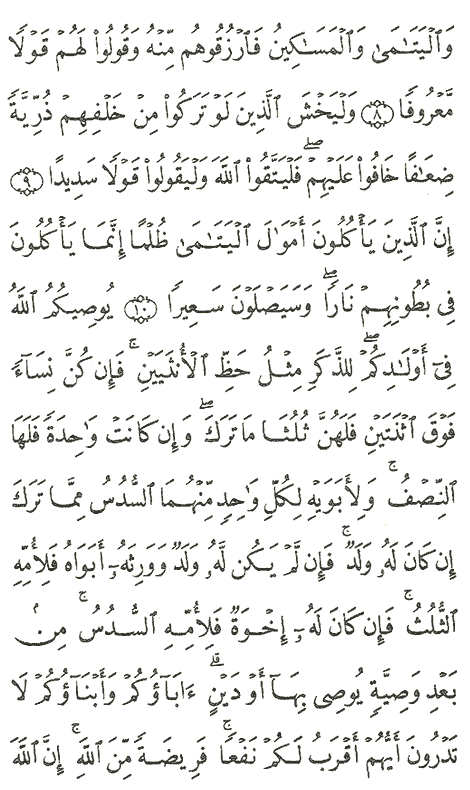 وَٱلۡيَتَٰمَىٰ وَٱلۡمَسَٰكِينُ فَٱرۡزُقُوهُم مِّنۡهُ وَقُولُواْ لَهُمۡ قَوۡلٗا
مَّعۡرُوفٗا ٨ وَلۡيَخۡشَ ٱلَّذِينَ لَوۡ تَرَكُواْ مِنۡ خَلۡفِهِمۡ ذُرِّيَّةٗ
ضِعَٰفًا خَافُواْ عَلَيۡهِمۡۖ فَلۡيَتَّقُواْ ٱللَّهَ وَلۡيَقُولُواْ قَوۡلٗا سَدِيدًا ٩
إِنَّ ٱلَّذِينَ يَأۡكُلُونَ أَمۡوَٰلَ ٱلۡيَتَٰمَىٰ ظُلۡمًا إِنَّمَا يَأۡكُلُونَ
فِي بُطُونِهِمۡ نَارٗاۖ وَسَيَصۡلَوۡنَ سَعِيرٗا ١٠ يُوصِيكُمُ ٱللَّهُ
فِيٓ أَوۡلَٰدِكُمۡۖ لِلذَّكَرِ مِثۡلُ حَظِّ ٱلۡأُنثَيَيۡنِۚ فَإِن كُنَّ نِسَآءٗ
فَوۡقَ ٱثۡنَتَيۡنِ فَلَهُنَّ ثُلُثَا مَا تَرَكَۖ وَإِن كَانَتۡ وَٰحِدَةٗ فَلَهَا
ٱلنِّصۡفُۚ وَلِأَبَوَيۡهِ لِكُلِّ وَٰحِدٖ مِّنۡهُمَا ٱلسُّدُسُ مِمَّا تَرَكَ
إِن كَانَ لَهُۥ وَلَدٞۚ فَإِن لَّمۡ يَكُن لَّهُۥ وَلَدٞ وَوَرِثَهُۥٓ أَبَوَاهُ فَلِأُمِّهِ
ٱلثُّلُثُۚ فَإِن كَانَ لَهُۥٓ إِخۡوَةٞ فَلِأُمِّهِ ٱلسُّدُسُۚ مِنۢ
بَعۡدِ وَصِيَّةٖ يُوصِي بِهَآ أَوۡ دَيۡنٍۗ ءَابَآؤُكُمۡ وَأَبۡنَآؤُكُمۡ لَا
تَدۡرُونَ أَيُّهُمۡ أَقۡرَبُ لَكُمۡ نَفۡعٗاۚ فَرِيضَةٗ مِّنَ ٱللَّهِۗ إِنَّ ٱللَّهَ